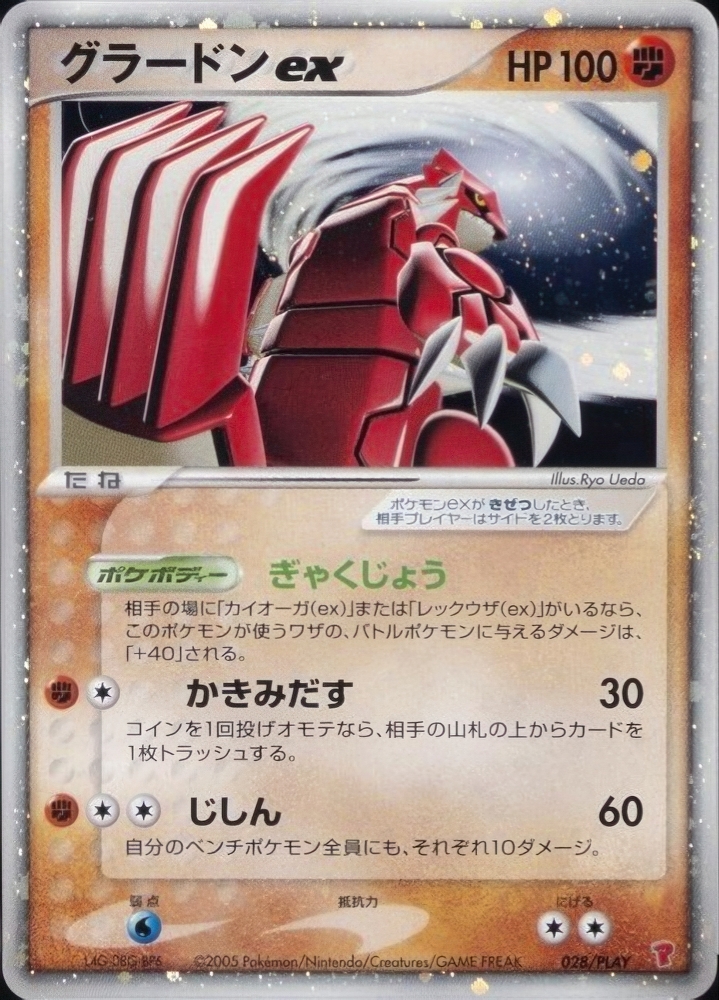 グラードンex HP100
たね
Illus.Ryo Ueda
ポケモンexが きぜつしたとき、
相手プレイヤーはサイドを2枚とります。
ポケボディー ぎゃくじょう
相手の場に「カイオーガ(ex)」または「レックウザ(ex)」がいるなら、
このポケモンが使うワザの、バトルポケモンに与えるダメージは、
「+40」される。
かきみだす 30
コインを1回投げオモテなら、相手の山札の上からカードを
1枚トラッシュする。
じしん 60
自分のベンチポケモン全員にも、それぞれ10ダメージ。
弱点 抵抗力 にげる
©2005 Pokémon/Nintendo/Creatures/GAME FREAK 028/PLAY